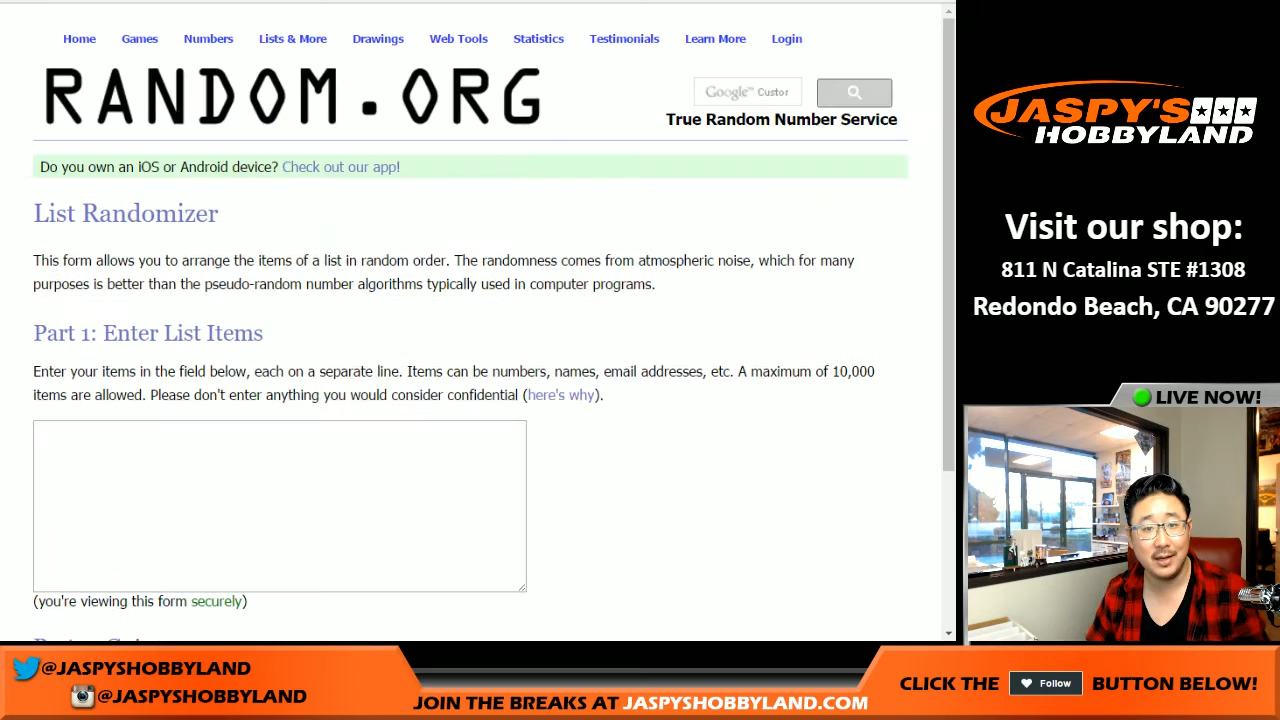 Home Games Numbers Lists & More Drawings Web Tools Statistics Testimonials Learn More Login
RANDOM.ORG
Google™ Custor
True Random Number Service
Do you own an iOS or Android device? Check out our app!
List Randomizer
This form allows you to arrange the items of a list in random order. The randomness comes from atmospheric noise, which for many
purposes is better than the pseudo-random number algorithms typically used in computer programs.
Part 1: Enter List Items
Enter your items in the field below, each on a separate line. Items can be numbers, names, email addresses, etc. A maximum of 10,000
items are allowed. Please don't enter anything you would consider confidential (here's why).
(you're viewing this form securely)
JASPY'S
HOBBYLAND
Visit our shop:
811 N Catalina STE #1308
Redondo Beach, CA 90277
LIVE NOW!
@JASPYSHOBBYLAND
@JASPYSHOBBYLAND
JOIN THE BREAKS AT JASPYSHOBBYLAND.COM
CLICK THE Follow BUTTON BELOW!